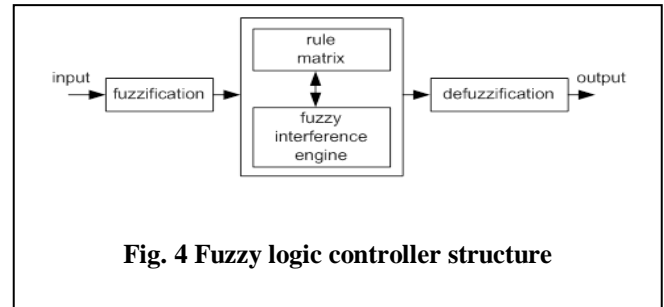 input
fuzzification
rule
matrix
fuzzy
interference
engine
defuzzification
output
Fig. 4 Fuzzy logic controller structure